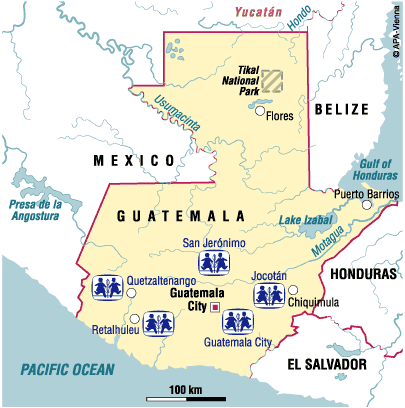 Yucatán
Hondo
© APA-Vienna
Tikal
National
Park
Usumacinta
Flores
BELIZE
MEXICO
Gulf of
Honduras
Presa de la
Angostura
Puerto Barrios
GUATEMALA
Lake Izabal
Motagua
San Jerónimo
Quetzaltenango
Jocotán
HONDURAS
Guatemala
City
Chiquimula
Retalhuleu
Guatemala City
EL SALVADOR
PACIFIC OCEAN
100 km